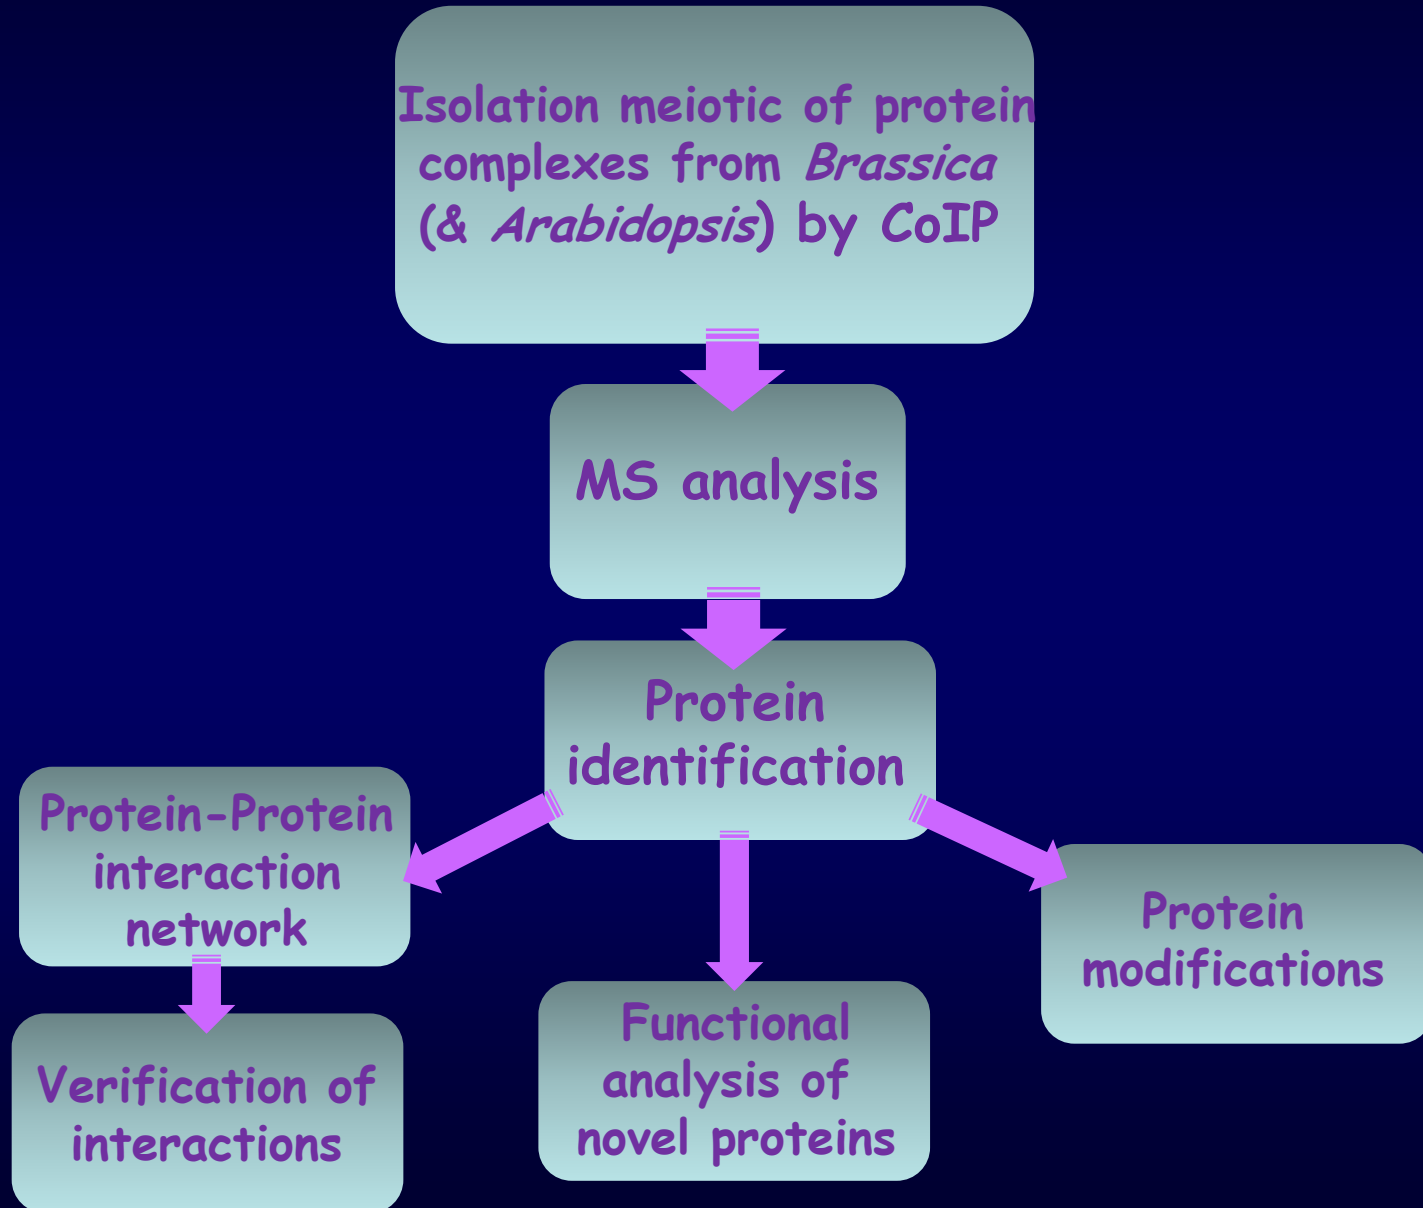 Isolation meiotic of protein
complexes from Brassica
(& Arabidopsis) by CoIP
MS analysis
Protein
identification
Protein-Protein
interaction
network
Protein
modifications
Functional
analysis of
novel proteins
Verification of
interactions